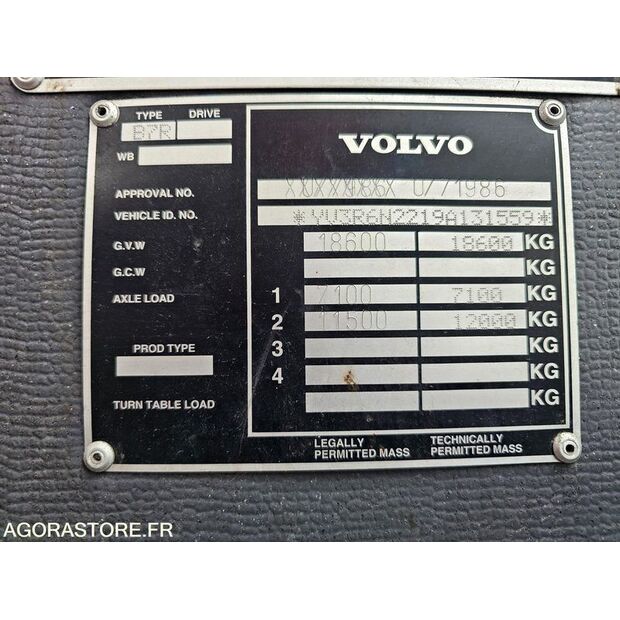 TYPE DRIVE
B7R
WB
VOLVO
APPROVAL NO.
VEHICLE ID. NO. *YV3R6N2219A131559*
G.V.W 18600 18600 KG
G.C.W KG
AXLE LOAD 1 7100 7100 KG
2 11500 12000 KG
PROD TYPE 3 KG
4 KG
TURN TABLE LOAD KG
LEGALLY PERMITTED MASS
TECHNICALLY PERMITTED MASS
AGORASTORE.FR